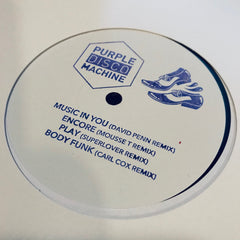 PURPLE
DISCO
MACHINE
MUSIC IN YOU (DAVID PENN REMIX)
ENCORE (MOUSSE T REMIX)
PLAY (SUPERLOVER REMIX)
BODY FUNK (CARL COX REMIX)